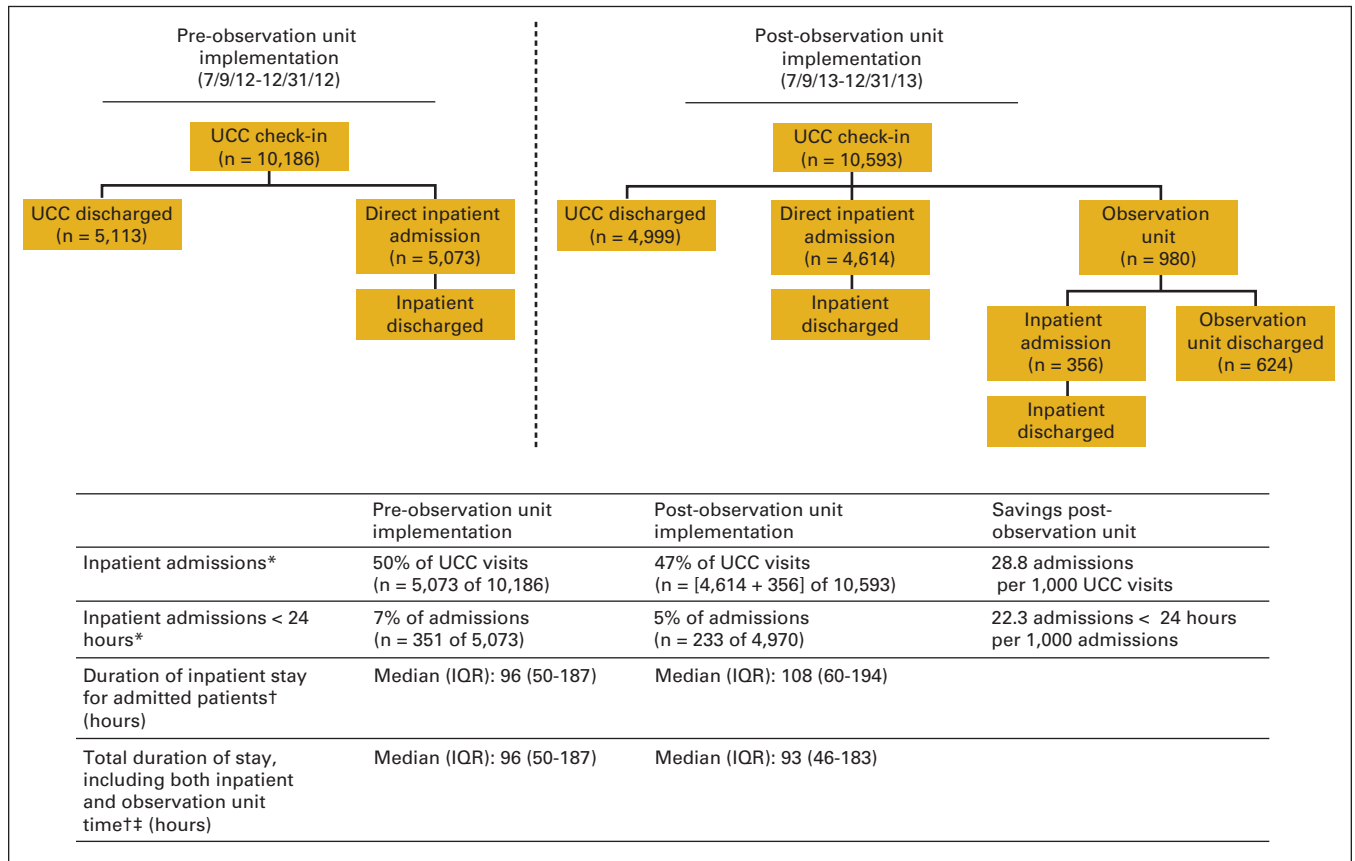 Pre-observation unit
implementation
(7/9/12-12/31/12)
UCC check-in
(n = 10,186)
UCC discharged
(n = 5,113)
Direct inpatient
admission
(n = 5,073)
Inpatient
discharged
Post-observation unit
implementation
(7/9/13-12/31/13)
UCC check-in
(n = 10,593)
UCC discharged
(n = 4,999)
Direct inpatient
admission
(n = 4,614)
Inpatient
discharged
Observation
unit
(n = 980)
Inpatient
admission
(n = 356)
Inpatient
discharged
Observation
unit discharged
(n = 624)
Pre-observation unit
implementation
Post-observation unit
implementation
Savings post-
observation unit
Inpatient admissions*
50% of UCC visits
(n = 5,073 of 10,186)
47% of UCC visits
(n = [4,614 + 356] of 10,593)
28.8 admissions
per 1,000 UCC visits
Inpatient admissions < 24
hours*
7% of admissions
(n = 351 of 5,073)
5% of admissions
(n = 233 of 4,970)
22.3 admissions < 24 hours
per 1,000 admissions
Duration of inpatient stay
for admitted patients†
(hours)
Median (IQR): 96 (50-187)
Median (IQR): 108 (60-194)
Total duration of stay,
including both inpatient
and observation unit
time†‡ (hours)
Median (IQR): 96 (50-187)
Median (IQR): 93 (46-183)